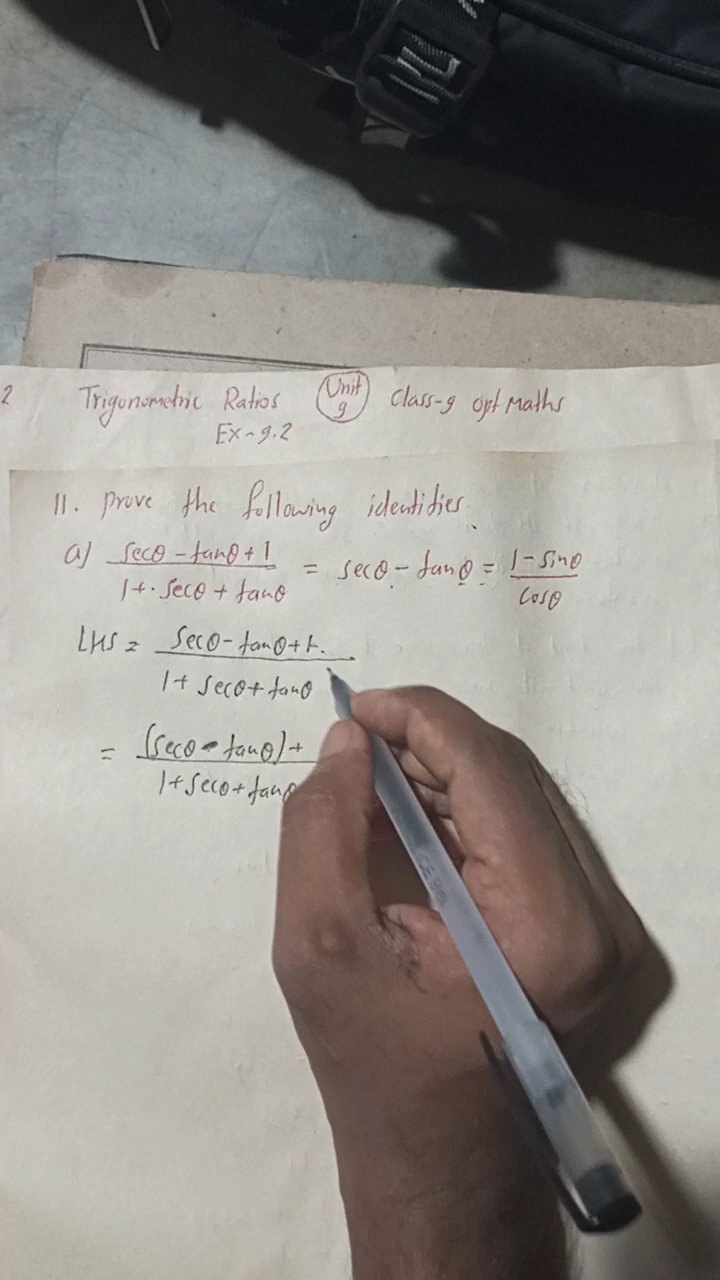 2 Trigonometric Ratios Unit 9 Class-9 opt Maths
Ex-9.2
11. prove the following identities.
a) secθ - tanθ + 1 / 1 + secθ + tanθ = secθ - tanθ = 1 - sinθ / cosθ
LHS = secθ - tanθ + 1 / 1 + secθ + tanθ
= (secθ - tanθ) + / 1 + secθ + tanθ